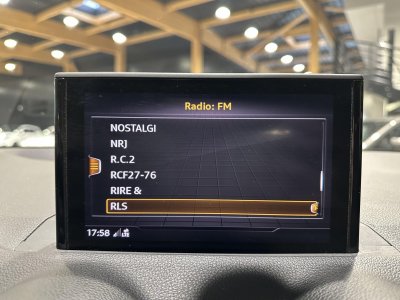 Radio: FM
NOSTALGI
NRJ
R.C.2
RCF27-76
RIRE &
RLS
17:58